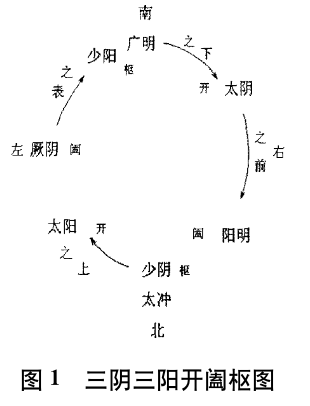 南
广明
少阳 枢
之下
之表
开 太阴
左 厥阴 阖
之前
右
太阳 开
阖 阳明
之上
少阴 枢
太冲
北
图1 三阴三阳开阖枢图